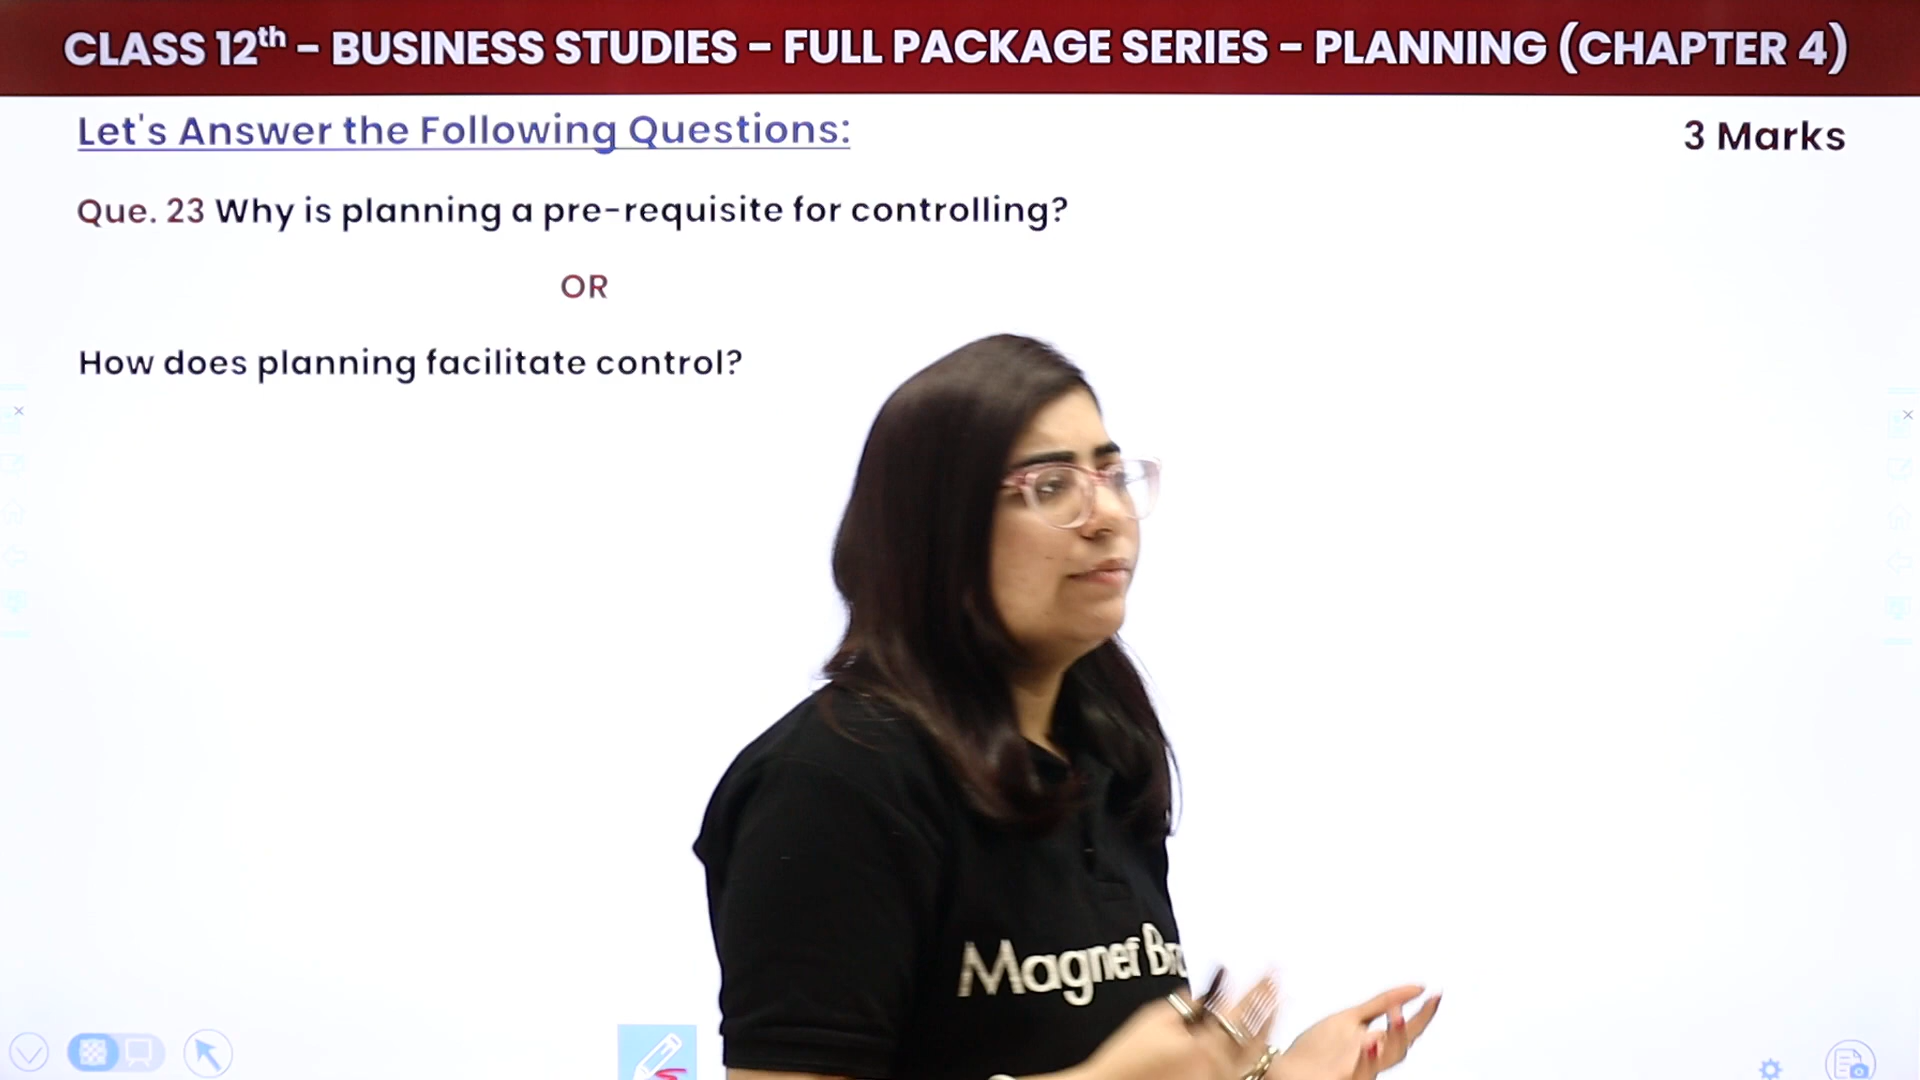 CLASS 12th – BUSINESS STUDIES – FULL PACKAGE SERIES – PLANNING (CHAPTER 4)
Let's Answer the Following Questions:
3 Marks
Que. 23 Why is planning a pre-requisite for controlling?
OR
How does planning facilitate control?
Magnet